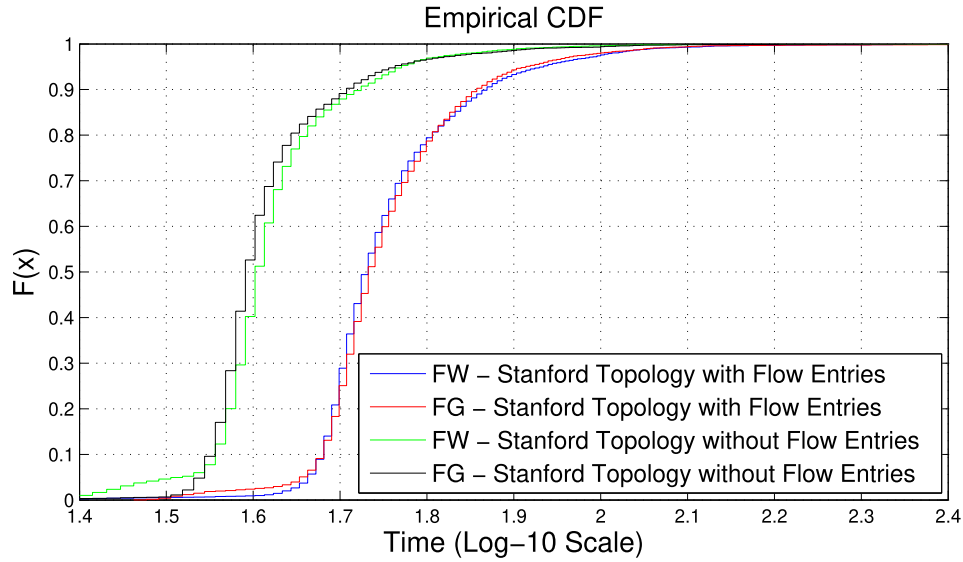 Empirical CDF
F(x)
1
0.9
0.8
0.7
0.6
0.5
0.4
0.3
0.2
0.1
0
FW − Stanford Topology with Flow Entries
FG − Stanford Topology with Flow Entries
FW − Stanford Topology without Flow Entries
FG − Stanford Topology without Flow Entries
1.4 1.5 1.6 1.7 1.8 1.9 2 2.1 2.2 2.3 2.4
Time (Log−10 Scale)